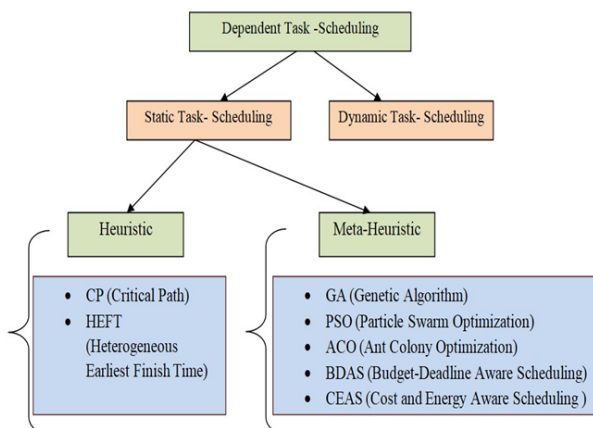 Dependent Task -Scheduling
Static Task- Scheduling
Dynamic Task- Scheduling
Heuristic
Meta-Heuristic
• CP (Critical Path)
• HEFT
(Heterogeneous
Earliest Finish Time)
• GA (Genetic Algorithm)
• PSO (Particle Swarm Optimization)
• ACO (Ant Colony Optimization)
• BDAS (Budget-Deadline Aware Scheduling)
• CEAS (Cost and Energy Aware Scheduling )